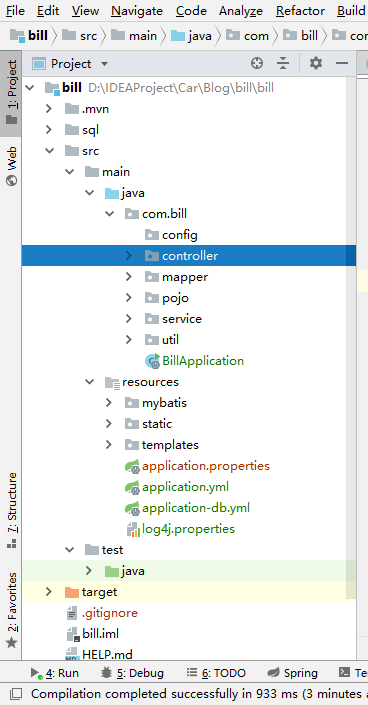 File Edit View Navigate Code Analyze Refactor Build
bill src main java com bill
Project
bill D:\IDEAProject\Car\Blog\bill\bill
.mvn
sql
src
main
java
com.bill
config
controller
mapper
pojo
service
util
BillApplication
resources
mybatis
static
templates
application.properties
application.yml
application-db.yml
log4j.properties
test
java
target
.gitignore
bill.iml
HELP.md
1: Project
Web
7: Structure
2: Favorites
4: Run 5: Debug 6: TODO Spring
Compilation completed successfully in 933 ms (3 minutes a